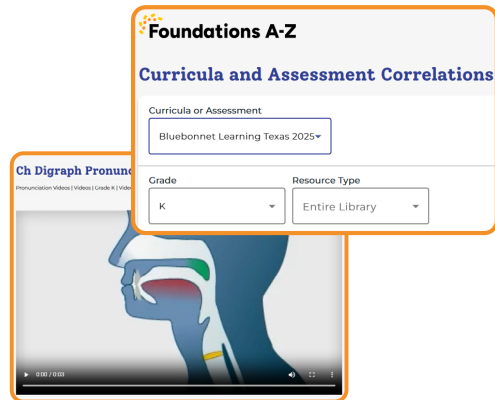 Foundations A-Z
Curricula and Assessment Correlations
Curricula or Assessment
Bluebonnet Learning Texas 2025
Grade
Resource Type
K
Entire Library
Ch Digraph Pronun
Pronunciation Videos | Videos | Grade K | Vide
0:00 / 0:03